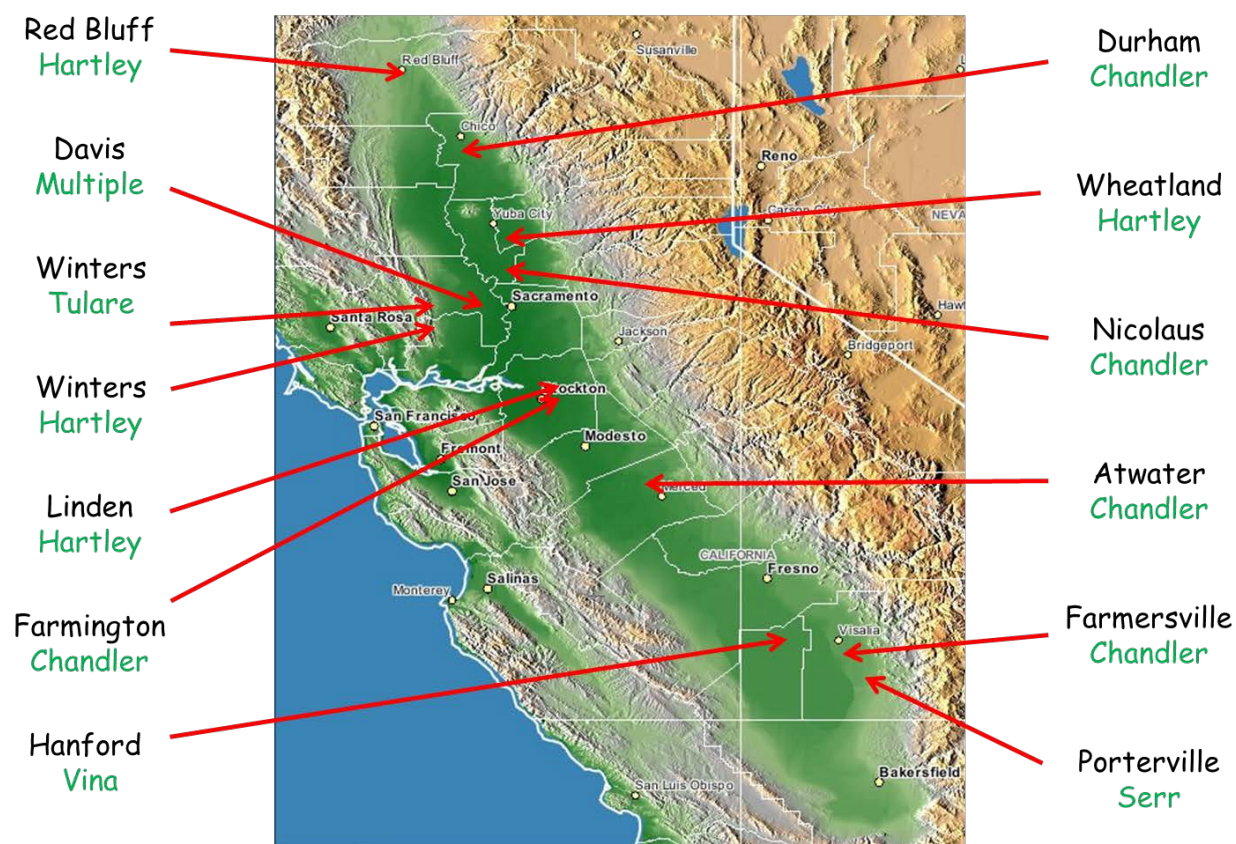 Red Bluff
Hartley
Davis
Multiple
Winters
Tulare
Winters
Hartley
Linden
Hartley
Farmington
Chandler
Hanford
Vina
Red Bluff
Susanville
Chico
Reno
Yuba City
Carson City
NEVA
Sacramento
Santa Rosa
Jackson
Haw
Bridgeport
Stockton
San Francisco
Modesto
Fremont
San Jose
Merced
CALIFORNIA
Fresno
Salinas
Monterey
Visalia
Bakersfield
San Luis Obispo
Durham
Chandler
Wheatland
Hartley
Nicolaus
Chandler
Atwater
Chandler
Farmersville
Chandler
Porterville
Serr